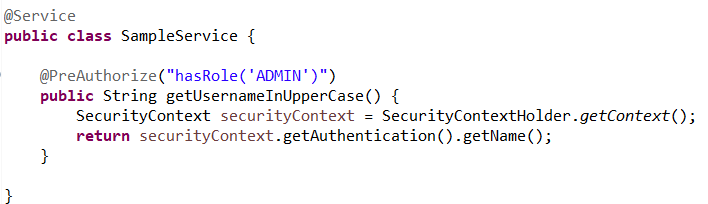 @Service
public class SampleService {
@PreAuthorize("hasRole('ADMIN')")
public String getUsernameInUpperCase() {
SecurityContext securityContext = SecurityContextHolder.getContext();
return securityContext.getAuthentication().getName();
}
}